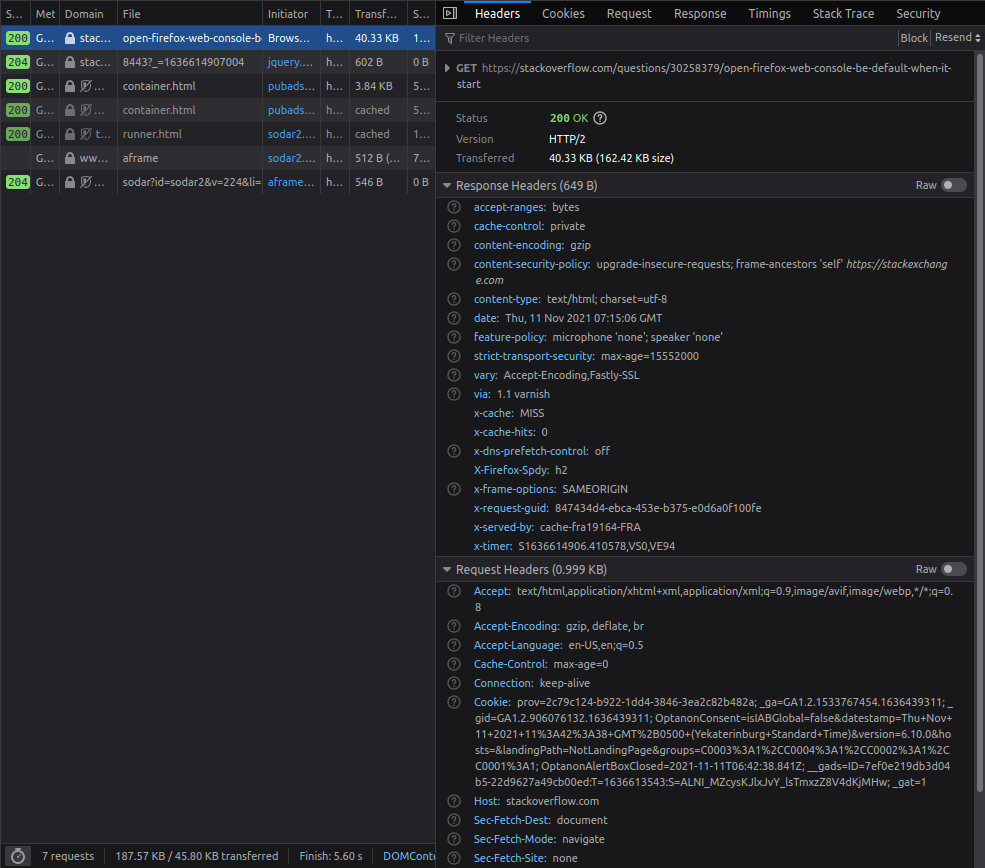 S... Met Domain File Initiator T... Transf... S...
200 G... stac... open-firefox-web-console-b Brows... h... 40.33 KB 1...
204 G... stac... 8443?_=1636614907004 jquery.... h... 602 B 0 B
200 G... ... container.html pubads... h... 3.84 KB 5...
200 G... ... container.html pubads... h... cached 5...
200 G... t... runner.html sodar2.... h... cached 1...
G... ww... aframe sodar2.... h... 512 B (... 7...
204 G... ... sodar?id=sodar2&v=224&li= aframe... h... 546 B 0 B
7 requests 187.57 KB / 45.80 KB transferred Finish: 5.60 s DOMConte
Headers Cookies Request Response Timings Stack Trace Security
Filter Headers Block Resend
GET https://stackoverflow.com/questions/30258379/open-firefox-web-console-be-default-when-it-
start
Status 200 OK ?
Version HTTP/2
Transferred 40.33 KB (162.42 KB size)
Response Headers (649 B) Raw
? accept-ranges: bytes
? cache-control: private
? content-encoding: gzip
? content-security-policy: upgrade-insecure-requests; frame-ancestors 'self' https://stackexchang
e.com
? content-type: text/html; charset=utf-8
? date: Thu, 11 Nov 2021 07:15:06 GMT
? feature-policy: microphone 'none'; speaker 'none'
? strict-transport-security: max-age=15552000
? vary: Accept-Encoding,Fastly-SSL
? via: 1.1 varnish
x-cache: MISS
x-cache-hits: 0
? x-dns-prefetch-control: off
X-Firefox-Spdy: h2
? x-frame-options: SAMEORIGIN
x-request-guid: 847434d4-ebca-453e-b375-e0d6a0f100fe
x-served-by: cache-fra19164-FRA
x-timer: S1636614906.410578,VS0,VE94
Request Headers (0.999 KB) Raw
? Accept: text/html,application/xhtml+xml,application/xml;q=0.9,image/avif,image/webp,*/*;q=0.
8
? Accept-Encoding: gzip, deflate, br
? Accept-Language: en-US,en;q=0.5
? Cache-Control: max-age=0
? Connection: keep-alive
? Cookie: prov=2c79c124-b922-1dd4-3846-3ea2c82b482a; _ga=GA1.2.1533767454.1636439311; _
gid=GA1.2.906076132.1636439311; OptanonConsent=isIABGlobal=false&datestamp=Thu+Nov+
11+2021+11%3A42%3A38+GMT%2B0500+(Yekaterinburg+Standard+Time)&version=6.10.0&h
osts=&landingPath=NotLandingPage&groups=C0003%3A1%2CC0004%3A1%2CC0002%3A1%2C
C0001%3A1; OptanonAlertBoxClosed=2021-11-11T06:42:38.841Z; __gads=ID=7ef0e219db3d04
b5-22d9627a49cb00ed:T=1636613543:S=ALNI_MZcysKJlxJvY_lsTmxzZ8V4dKjMHw; _gat=1
? Host: stackoverflow.com
? Sec-Fetch-Dest: document
? Sec-Fetch-Mode: navigate
? Sec-Fetch-Site: none